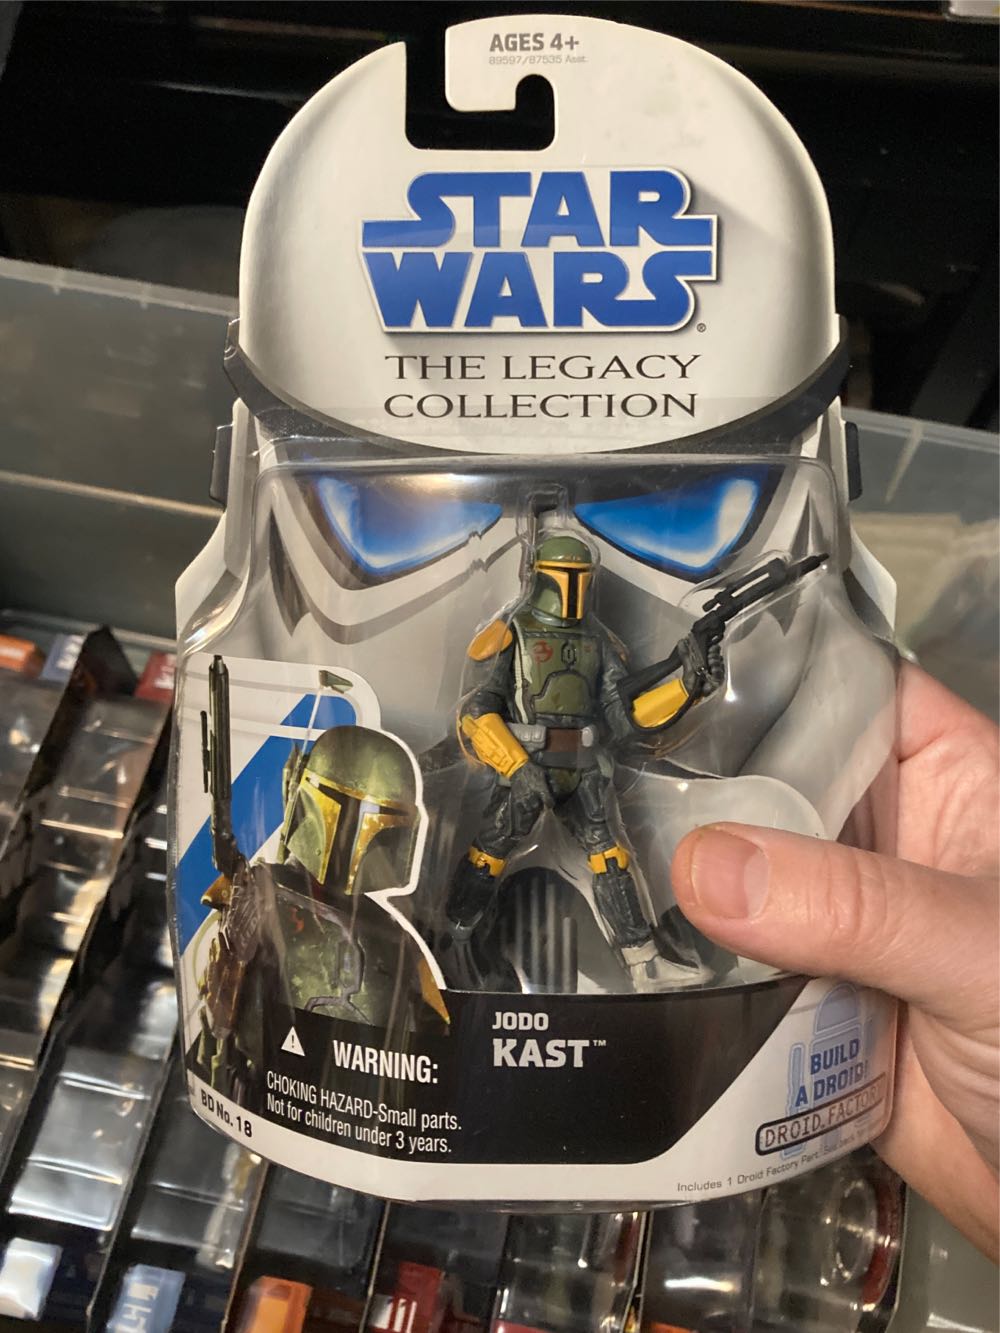 AGES 4+
89597/87535 Asst.
STAR
WARS®
THE LEGACY
COLLECTION
JODO
KAST™
WARNING:
CHOKING HAZARD-Small parts.
Not for children under 3 years.
BD No. 18
BUILD
A DROID!
DROID FACTORY
Includes 1 Droid Factory Part.